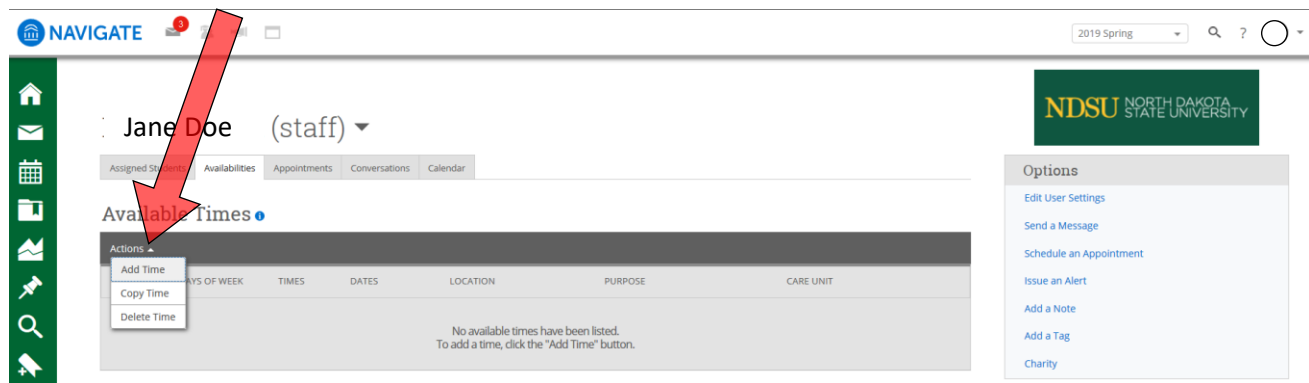 NAVIGATE
3
2019 Spring
?
NDSU NORTH DAKOTA
STATE UNIVERSITY
Jane Doe (staff)
Assigned Students Availabilities Appointments Conversations Calendar
Available Times
Actions
Add Time
Copy Time
Delete Time
AYS OF WEEK TIMES DATES LOCATION PURPOSE CARE UNIT
No available times have been listed.
To add a time, click the "Add Time" button.
Options
Edit User Settings
Send a Message
Schedule an Appointment
Issue an Alert
Add a Note
Add a Tag
Charity